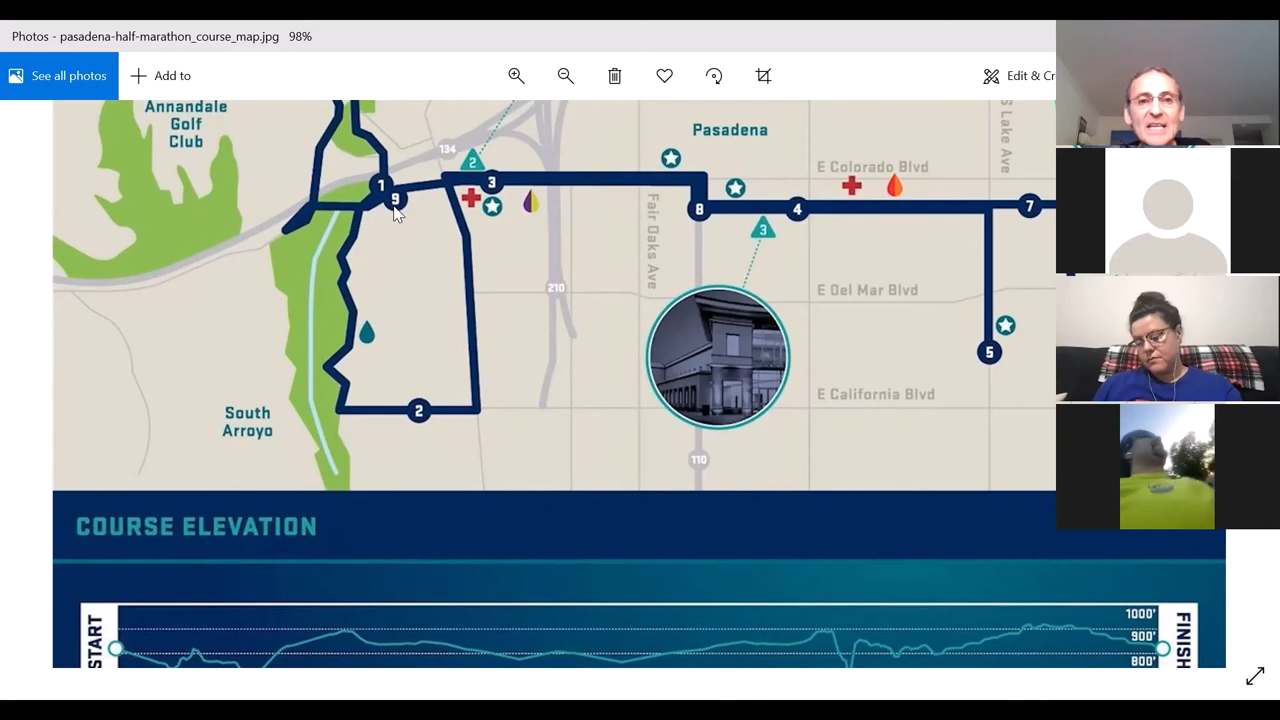 Photos - pasadena-half-marathon_course_map.jpg 98%
See all photos
Add to
Edit & Cr
Annandale
Golf
Club
Pasadena
S Lake Ave
134
2
E Colorado Blvd
1
3
9
8
4
7
Fair Oaks Ave
3
210
E Del Mar Blvd
5
E California Blvd
2
South
Arroyo
110
COURSE ELEVATION
START
1000'
900'
800'
FINISH